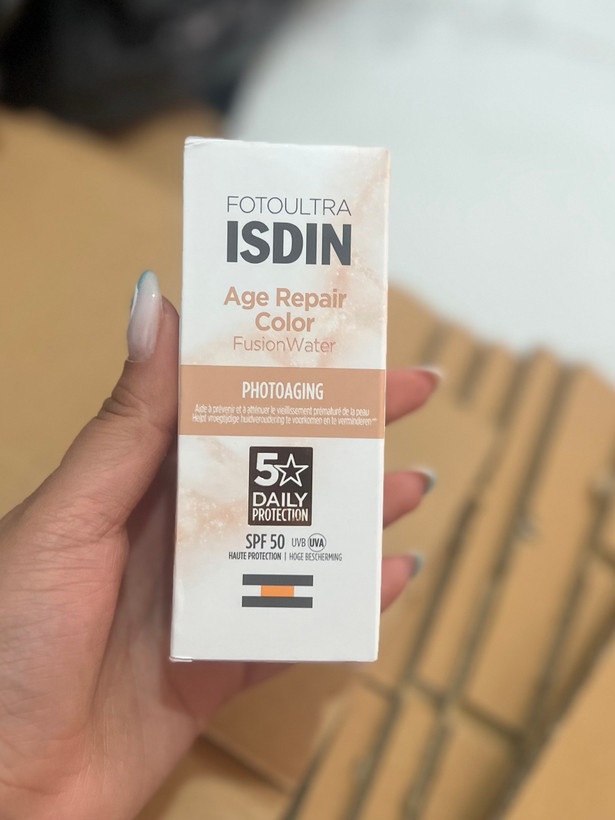 FOTOULTRA
ISDIN
Age Repair
Color
FusionWater
PHOTOAGING
Aide à prévenir et à atténuer le vieillissement prématuré de la peau
Helpt vroegtijdige huidveroudering te voorkomen en te verminderen**
5☆
DAILY
PROTECTION
SPF 50 UVB UVA
HAUTE PROTECTION | HOGE BESCHERMING